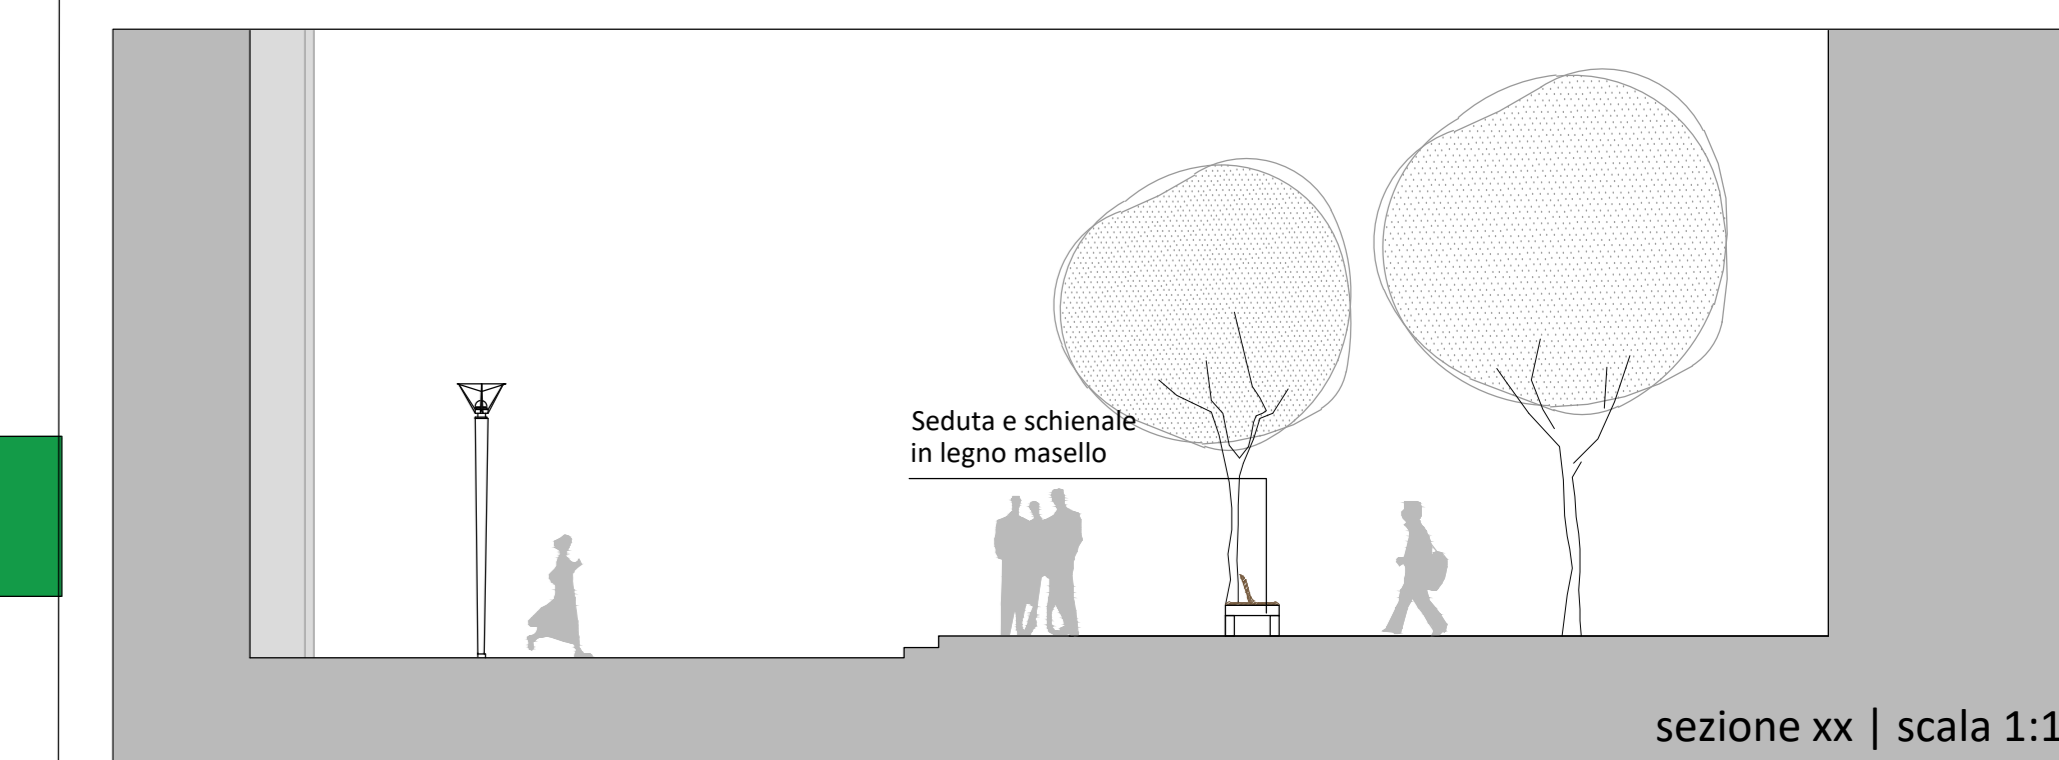 Seduta e schienale
in legno masello
sezione xx | scala 1:1